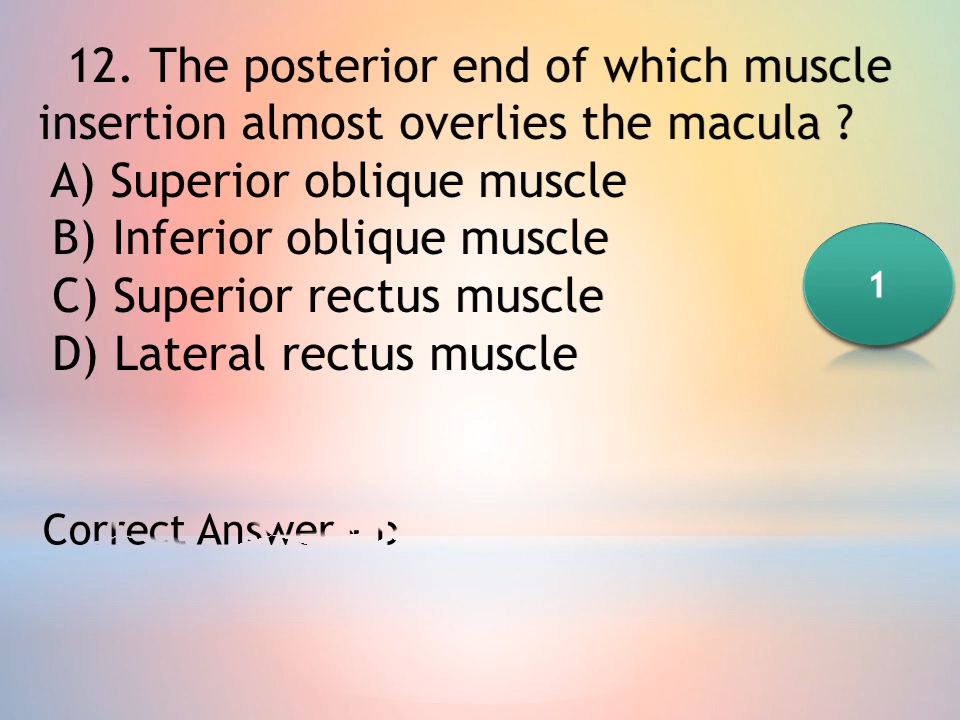 12. The posterior end of which muscle
insertion almost overlies the macula ?
A) Superior oblique muscle
B) Inferior oblique muscle
C) Superior rectus muscle
D) Lateral rectus muscle
1
Correct Answer